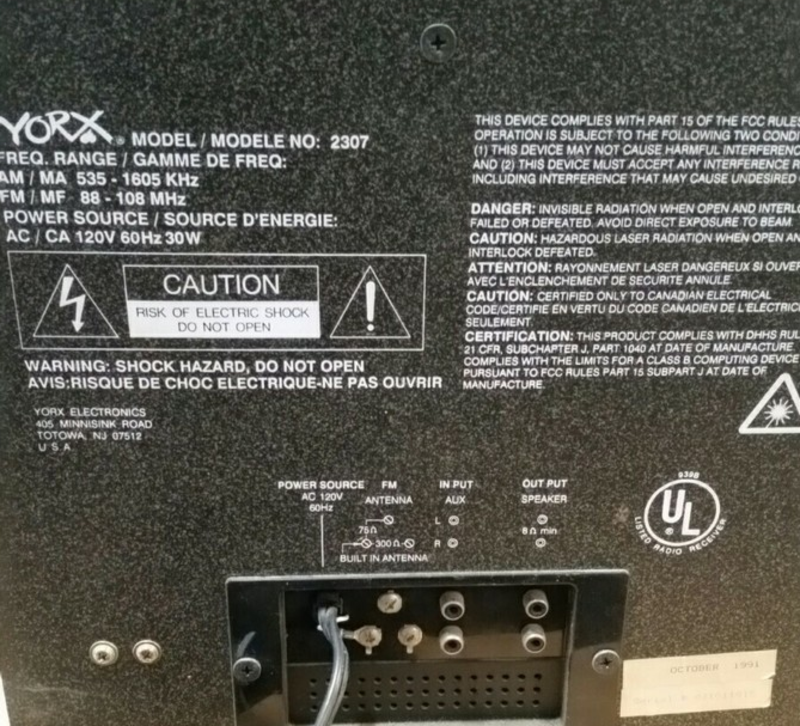 YORX® MODEL / MODELE NO: 2307
FREQ. RANGE / GAMME DE FREQ:
AM / MA 535 - 1605 KHz
FM / MF 88 - 108 MHz
POWER SOURCE / SOURCE D'ENERGIE:
AC / CA 120V 60Hz 30W
CAUTION
RISK OF ELECTRIC SHOCK
DO NOT OPEN
WARNING: SHOCK HAZARD, DO NOT OPEN
AVIS:RISQUE DE CHOC ELECTRIQUE-NE PAS OUVRIR
YORX ELECTRONICS
405 MINNISINK ROAD
TOTOWA, NJ 07512
U.S.A.
THIS DEVICE COMPLIES WITH PART 15 OF THE FCC RULES
OPERATION IS SUBJECT TO THE FOLLOWING TWO CONDI
(1) THIS DEVICE MAY NOT CAUSE HARMFUL INTERFERENC
AND (2) THIS DEVICE MUST ACCEPT ANY INTERFERENCE R
INCLUDING INTERFERENCE THAT MAY CAUSE UNDESIRED
DANGER: INVISIBLE RADIATION WHEN OPEN AND INTERLO
FAILED OR DEFEATED. AVOID DIRECT EXPOSURE TO BEAM.
CAUTION: HAZARDOUS LASER RADIATION WHEN OPEN AN
INTERLOCK DEFEATED.
ATTENTION: RAYONNEMENT LASER DANGEREUX SI OUVER
AVEC L'ENCLENCHEMENT DE SECURITE ANNULE.
CAUTION: CERTIFIED ONLY TO CANADIAN ELECTRICAL
CODE/CERTIFIE EN VERTU DU CODE CANADIEN DE L'ELECTRIC
SEULEMENT.
CERTIFICATION: THIS PRODUCT COMPLIES WITH DHHS RUL
21 CFR, SUBCHAPTER J, PART 1040 AT DATE OF MANUFACTURE.
COMPLIES WITH THE LIMITS FOR A CLASS B COMPUTING DEVICE
PURSUANT TO FCC RULES PART 15 SUBPART J AT DATE OF
MANUFACTURE.
POWER SOURCE
AC 120V
60Hz
FM
ANTENNA
75Ω
300Ω
BUILT IN ANTENNA
IN PUT
AUX
L
R
OUT PUT
SPEAKER
8Ω min
939B
UL®
LISTED RADIO RECEIVER
OCTOBER 1991